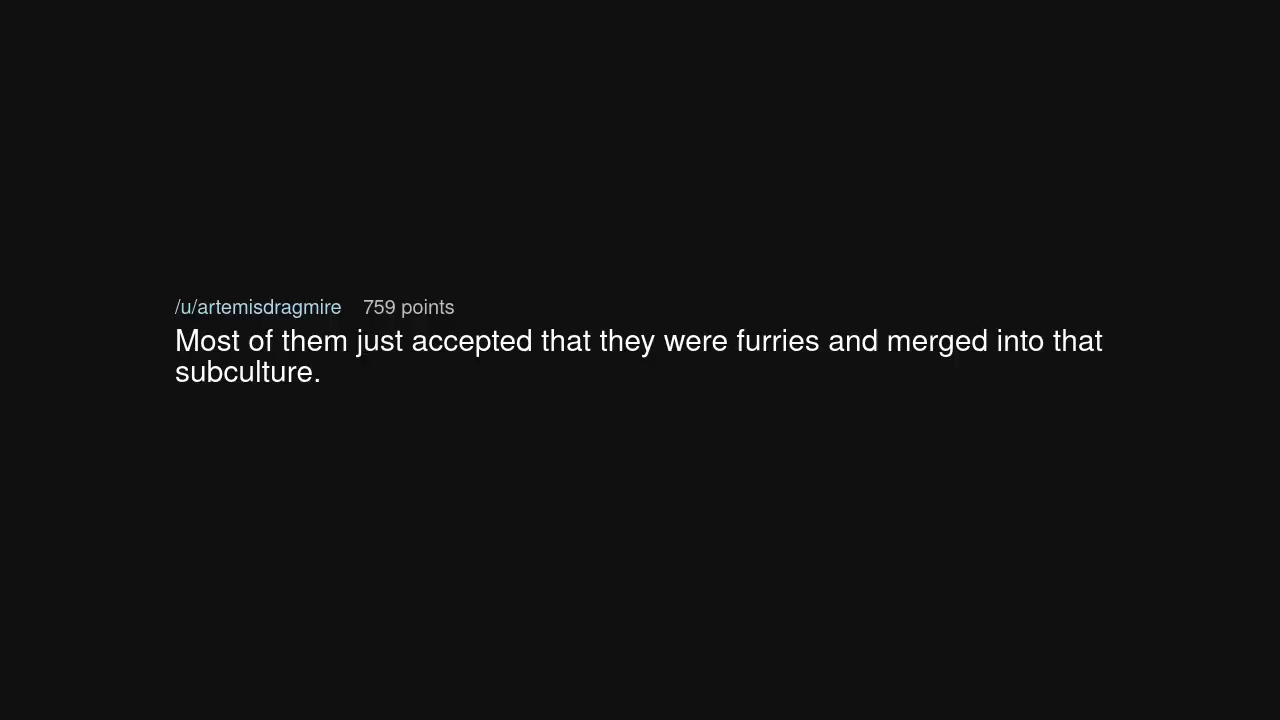 /u/artemisdragmire 759 points
Most of them just accepted that they were furries and merged into that
subculture.